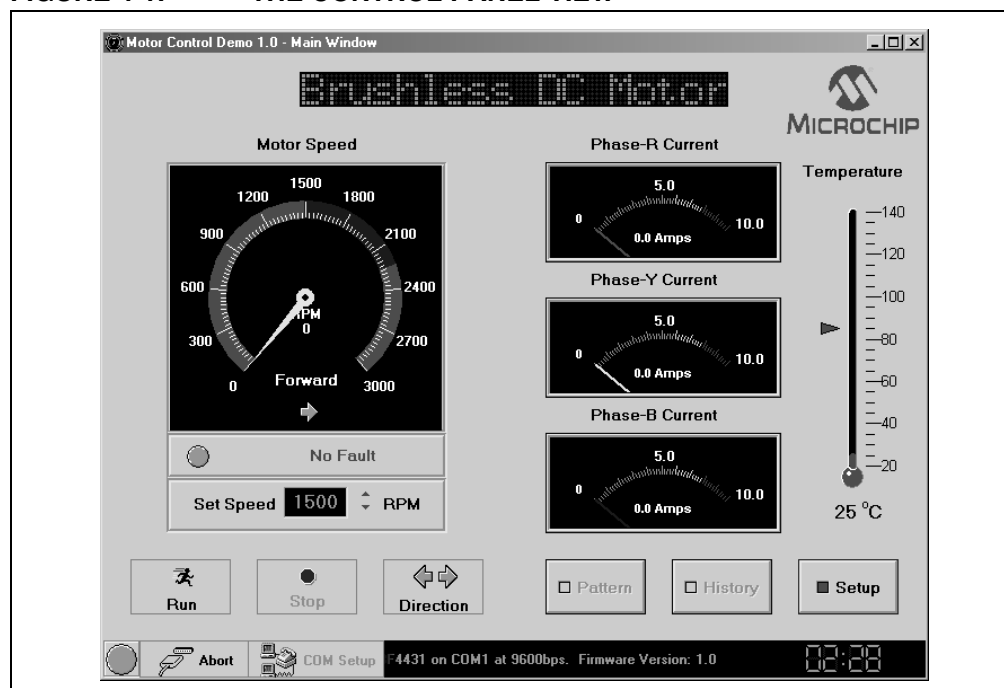 Motor Control Demo 1.0 - Main Window
Brushless DC Motor
MICROCHIP
Motor Speed
0
300
600
900
1200
1500
1800
2100
2400
2700
3000
RPM
0
Forward
No Fault
Set Speed 1500 RPM
Phase-R Current
0
5.0
10.0
0.0 Amps
Phase-Y Current
0
5.0
10.0
0.0 Amps
Phase-B Current
0
5.0
10.0
0.0 Amps
Temperature
140
120
100
80
60
40
20
25 °C
Run
Stop
Direction
Pattern
History
Setup
Abort
COM Setup
F4431 on COM1 at 9600bps. Firmware Version: 1.0
02:28